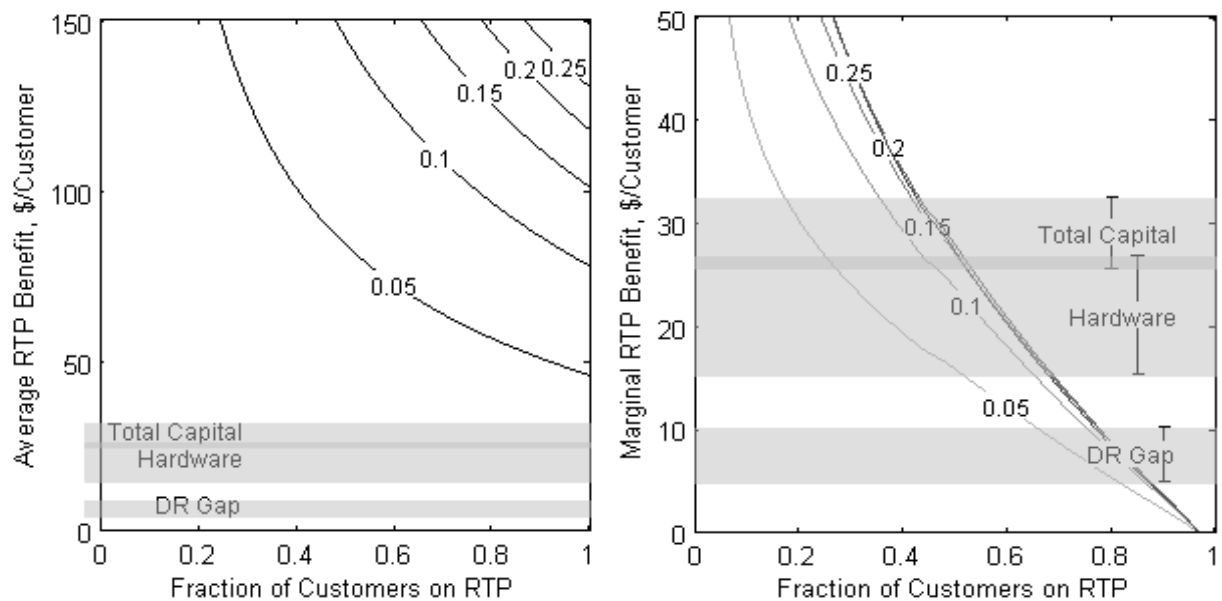 Average RTP Benefit, $/Customer
150
100
50
0
0.05
0.1
0.15
0.2
0.25
Total Capital
Hardware
DR Gap
0 0.2 0.4 0.6 0.8 1
Fraction of Customers on RTP
Marginal RTP Benefit, $/Customer
50
40
30
20
10
0
0.25
0.2
0.15
0.1
0.05
Total Capital
Hardware
DR Gap
0 0.2 0.4 0.6 0.8 1
Fraction of Customers on RTP